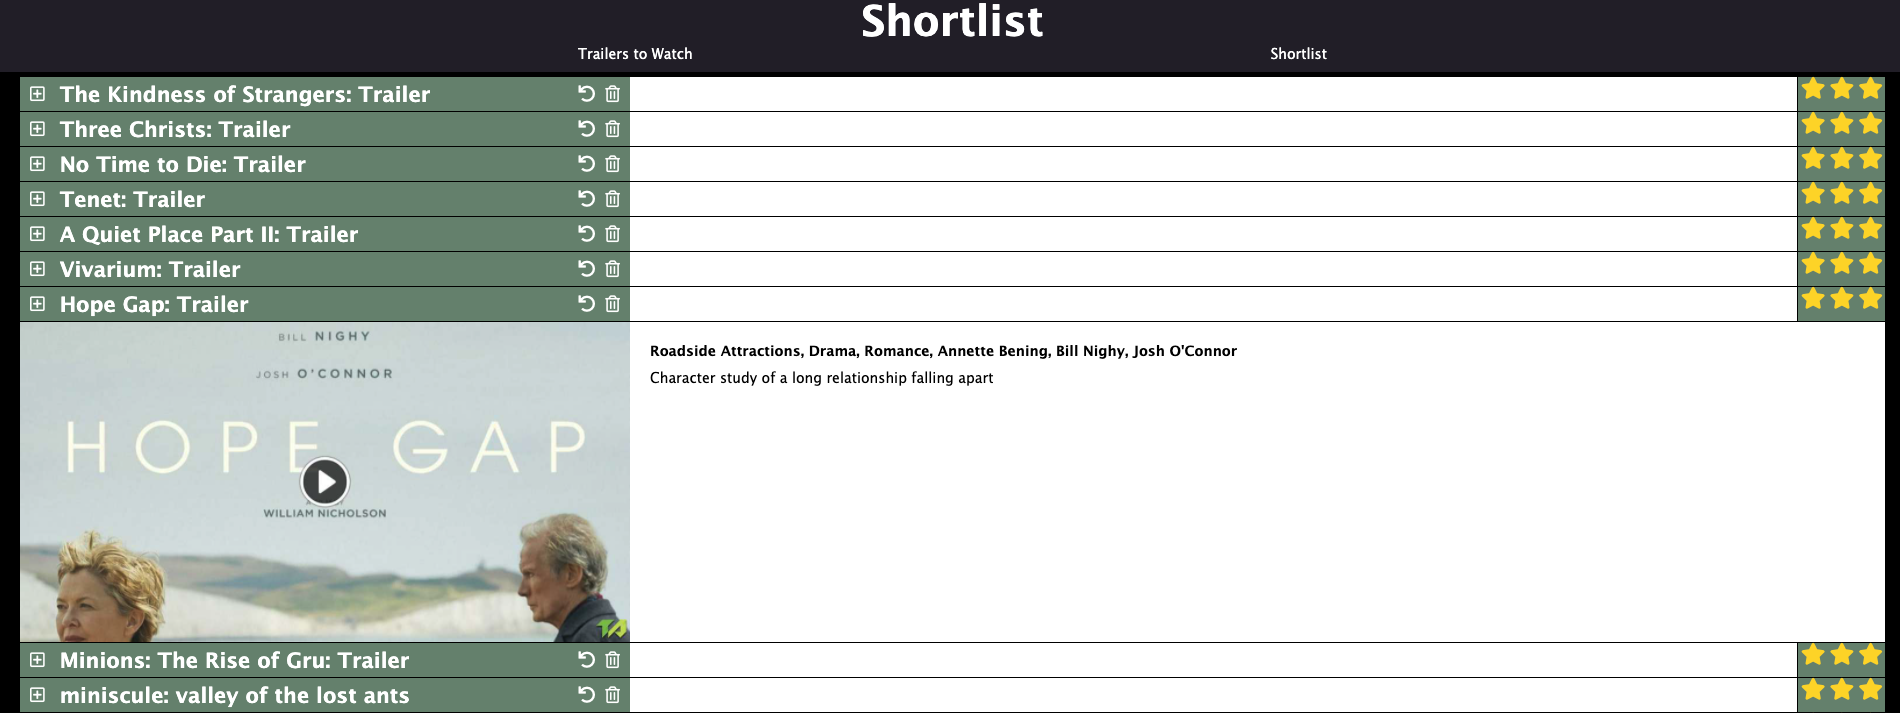 Shortlist
Trailers to Watch
Shortlist
The Kindness of Strangers: Trailer
Three Christs: Trailer
No Time to Die: Trailer
Tenet: Trailer
A Quiet Place Part II: Trailer
Vivarium: Trailer
Hope Gap: Trailer
BILL NIGHY
JOSH O'CONNOR
HOPE GAP
WILLIAM NICHOLSON
TA
Roadside Attractions, Drama, Romance, Annette Bening, Bill Nighy, Josh O'Connor
Character study of a long relationship falling apart
Minions: The Rise of Gru: Trailer
miniscule: valley of the lost ants